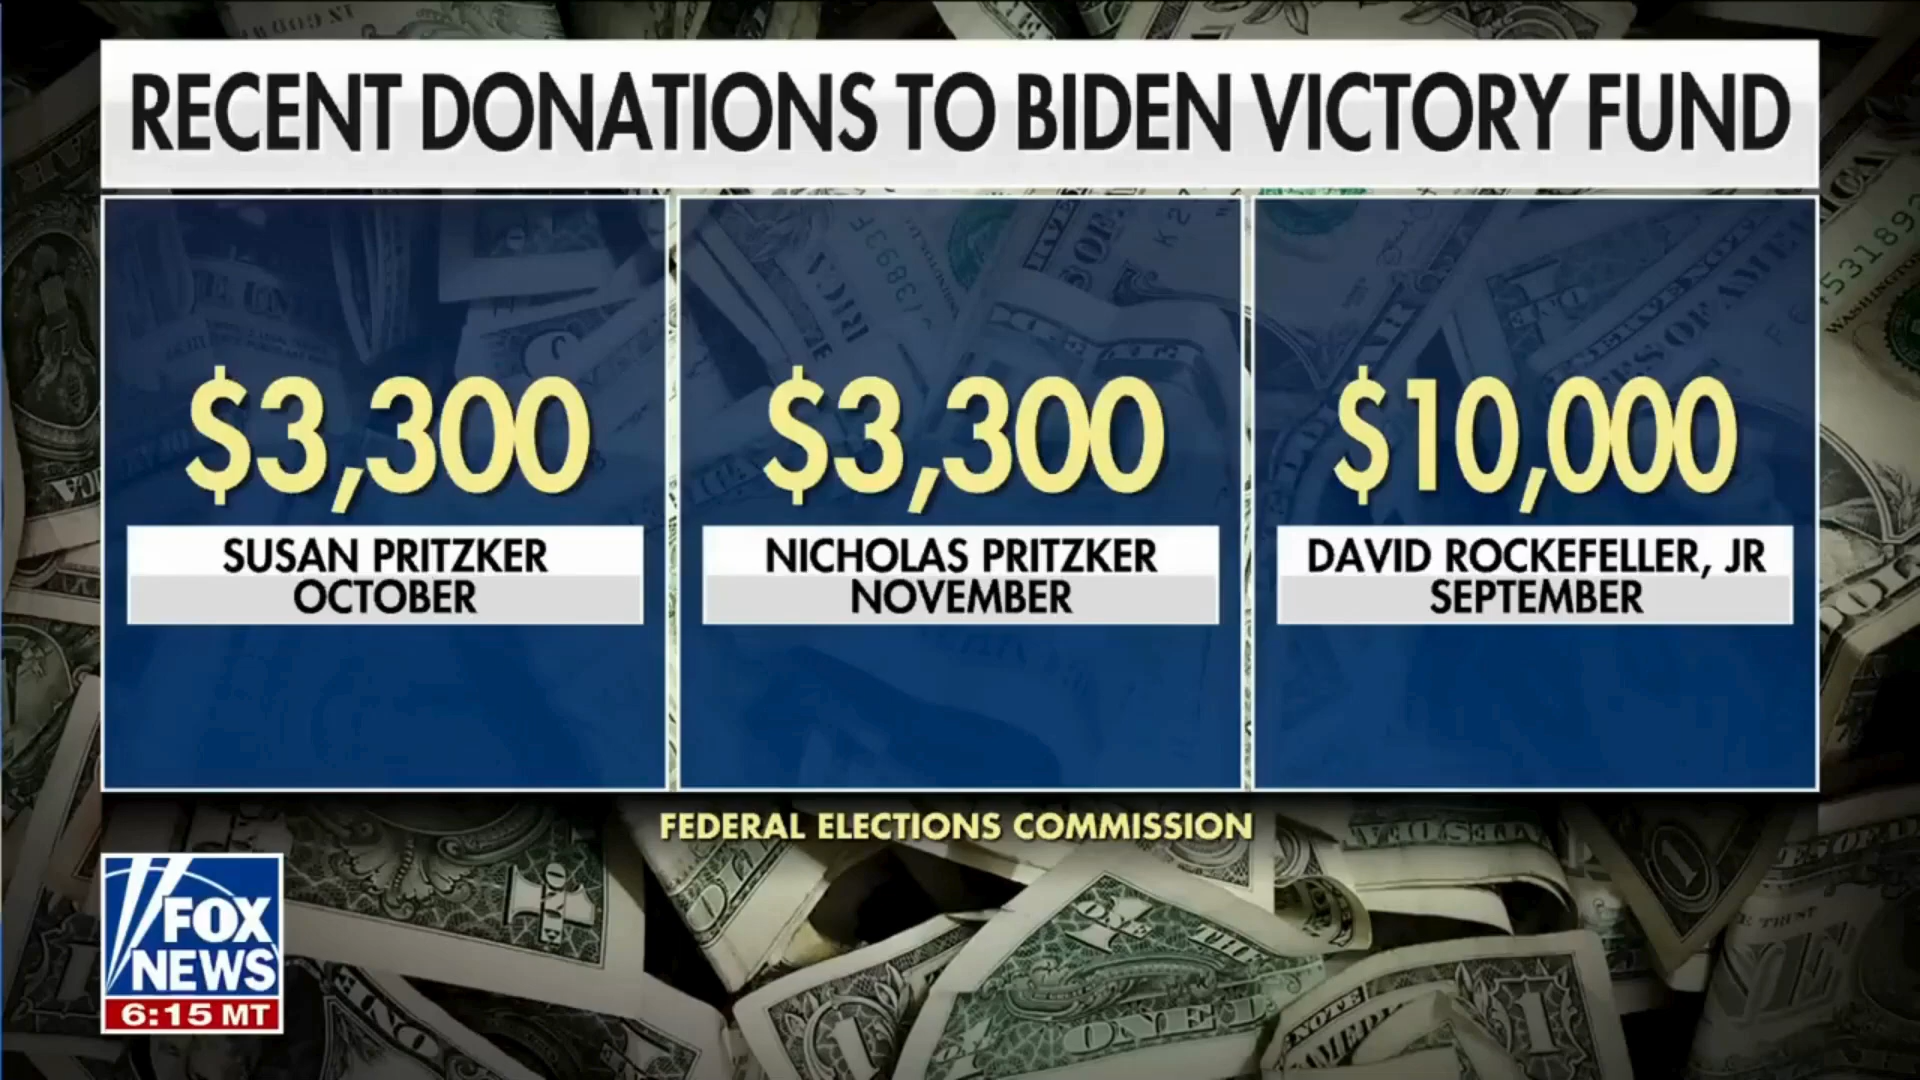 RECENT DONATIONS TO BIDEN VICTORY FUND
$3,300
SUSAN PRITZKER
OCTOBER
$3,300
NICHOLAS PRITZKER
NOVEMBER
$10,000
DAVID ROCKEFELLER, JR
SEPTEMBER
FEDERAL ELECTIONS COMMISSION
FOX
NEWS
6:15 MT